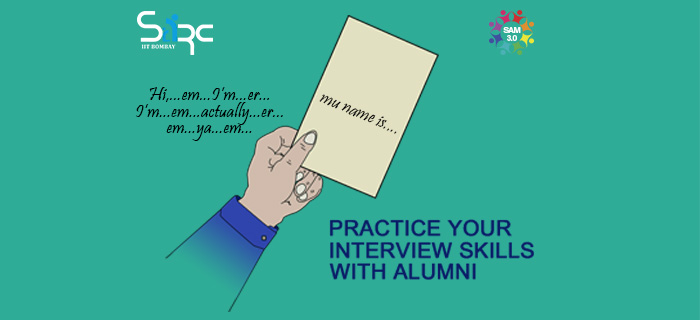 SIRC
IIT BOMBAY
SAM
3.0
Hi,...em...I'm...er...
I'm...em...actually...er...
em...ya...em...
mu name is....
PRACTICE YOUR
INTERVIEW SKILLS
WITH ALUMNI